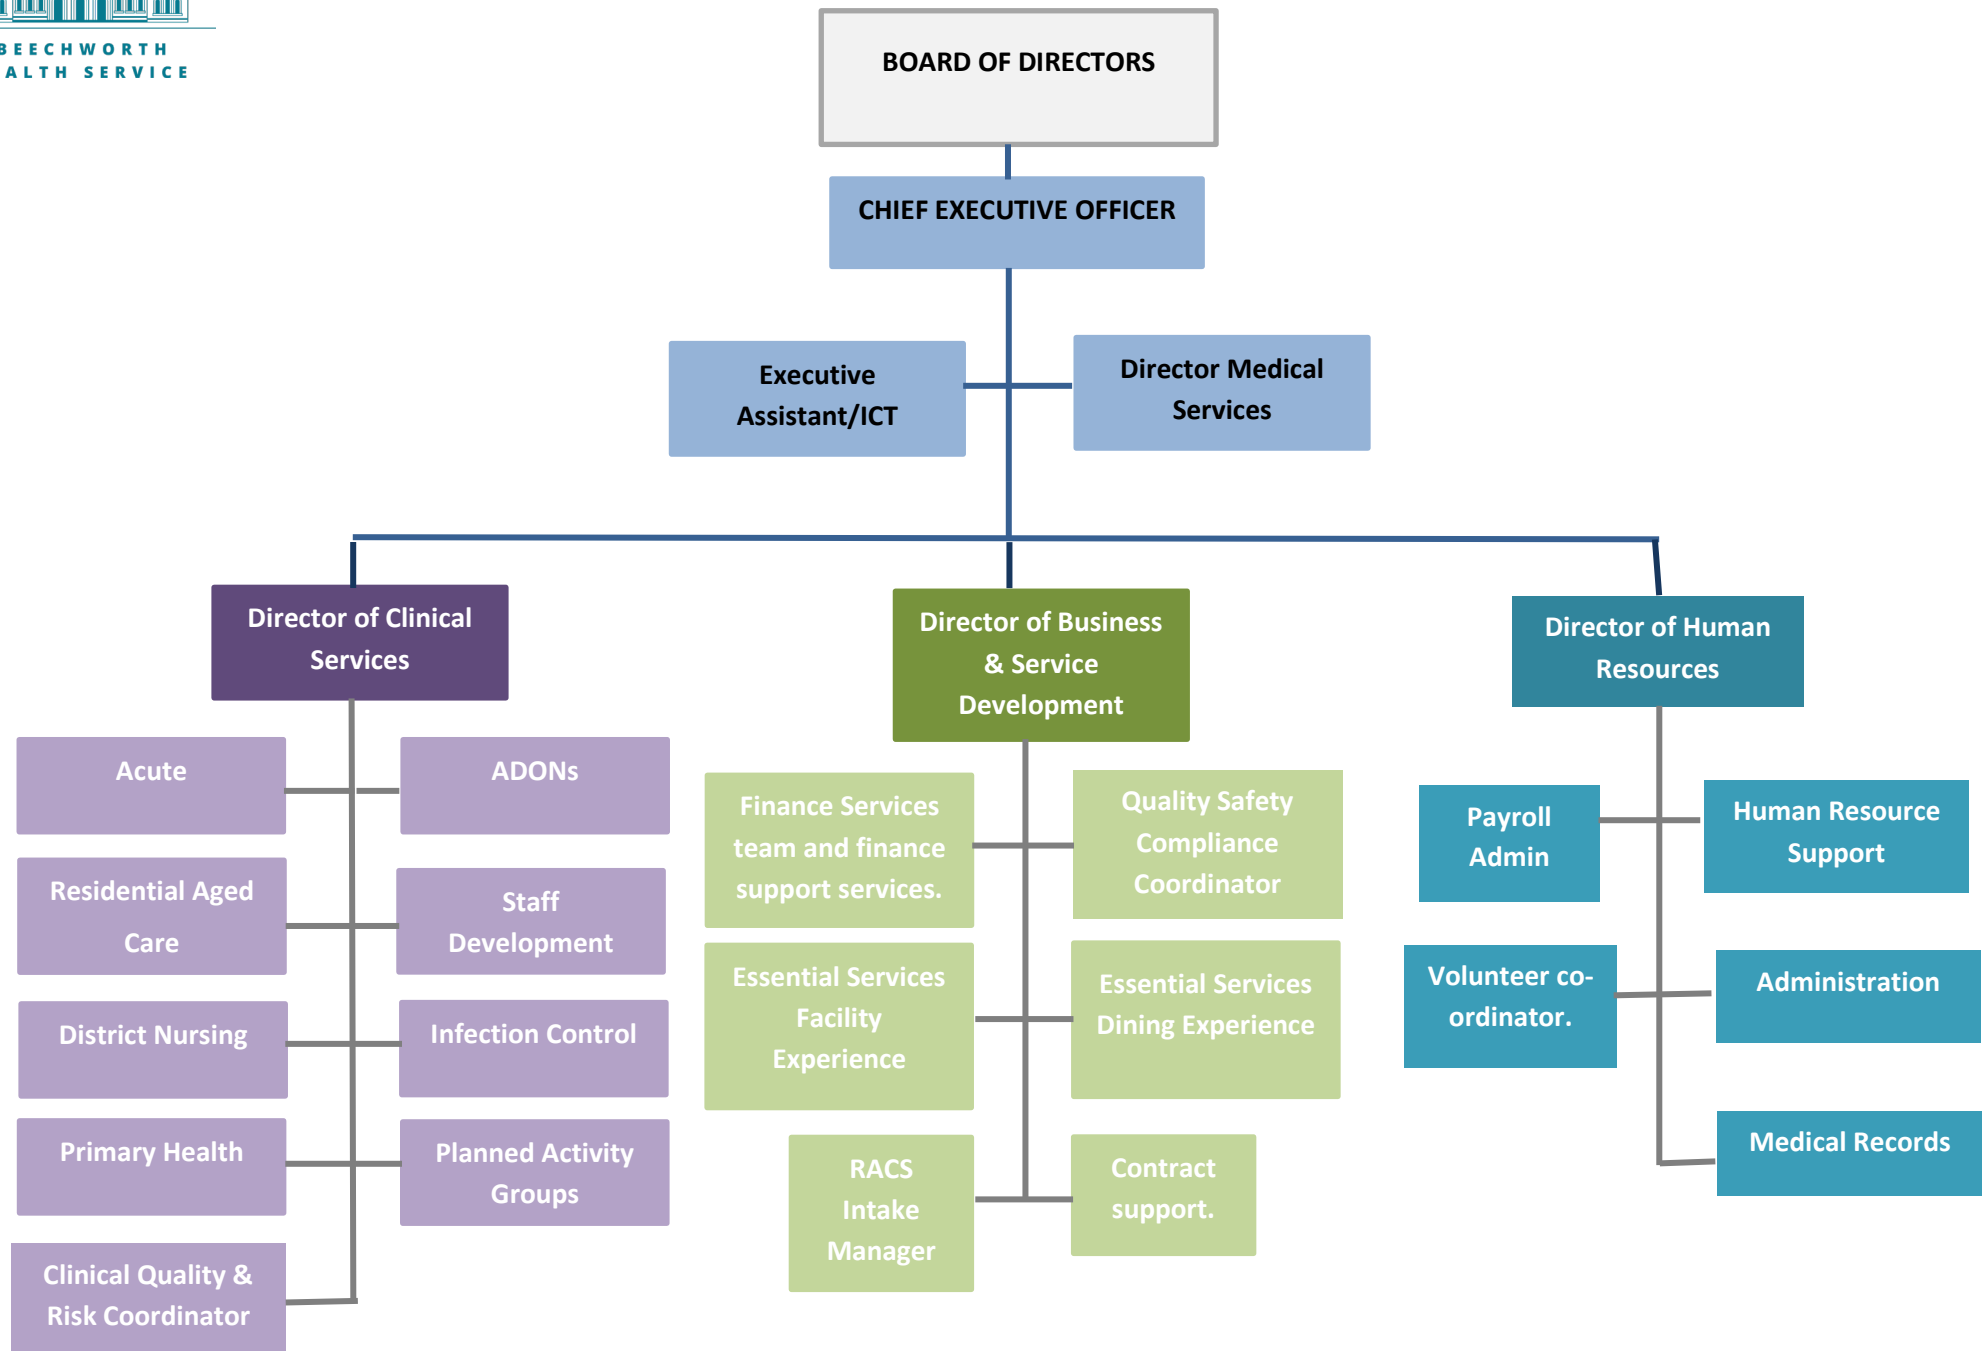 BEECHWORTH
ALTH SERVICE
BOARD OF DIRECTORS
CHIEF EXECUTIVE OFFICER
Executive
Assistant/ICT
Director Medical
Services
Director of Clinical
Services
Director of Business
& Service
Development
Director of Human
Resources
Acute
ADONs
Residential Aged
Care
Staff
Development
District Nursing
Infection Control
Primary Health
Planned Activity
Groups
Clinical Quality &
Risk Coordinator
Finance Services
team and finance
support services.
Quality Safety
Compliance
Coordinator
Essential Services
Facility
Experience
Essential Services
Dining Experience
RACS
Intake
Manager
Contract
support.
Payroll
Admin
Human Resource
Support
Volunteer co-
ordinator.
Administration
Medical Records